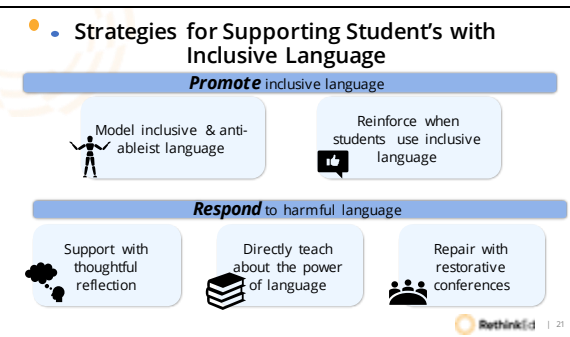 Strategies for Supporting Student's with
Inclusive Language
Promote inclusive language
Model inclusive & anti-
ableist language
Reinforce when
students use inclusive
language
Respond to harmful language
Support with
thoughtful
reflection
Directly teach
about the power
of language
Repair with
restorative
conferences
RethinkEd | 21